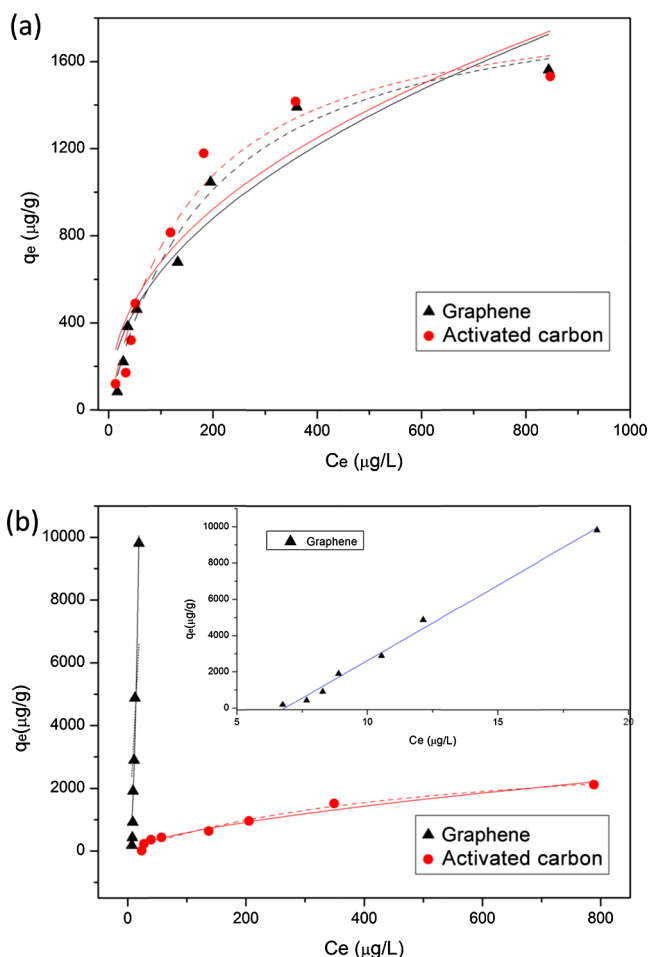 (a)
1600
1200
800
400
0
qe (μg/g)
Graphene
Activated carbon
0 200 400 600 800 1000
Ce (μg/L)
(b)
10000
8000
6000
4000
2000
0
qe(μg/g)
10000
8000
6000
4000
2000
0
qe(μg/g)
Graphene
5 10 15 20
Ce (μg/L)
Graphene
Activated carbon
0 200 400 600 800
Ce (μg/L)